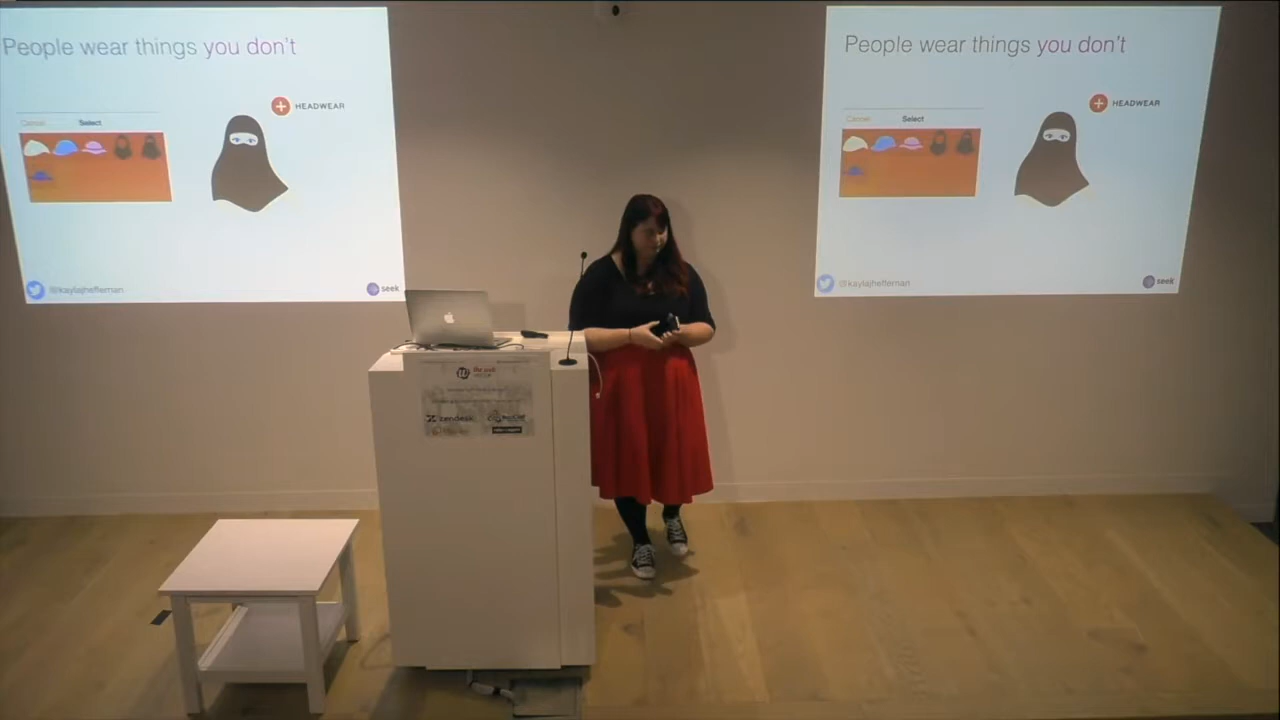 People wear things you don't
HEADWEAR
Cancel Select
@kaylajheffernan
seek
People wear things you don't
HEADWEAR
Cancel Select
@kaylajheffernan
seek
zendesk